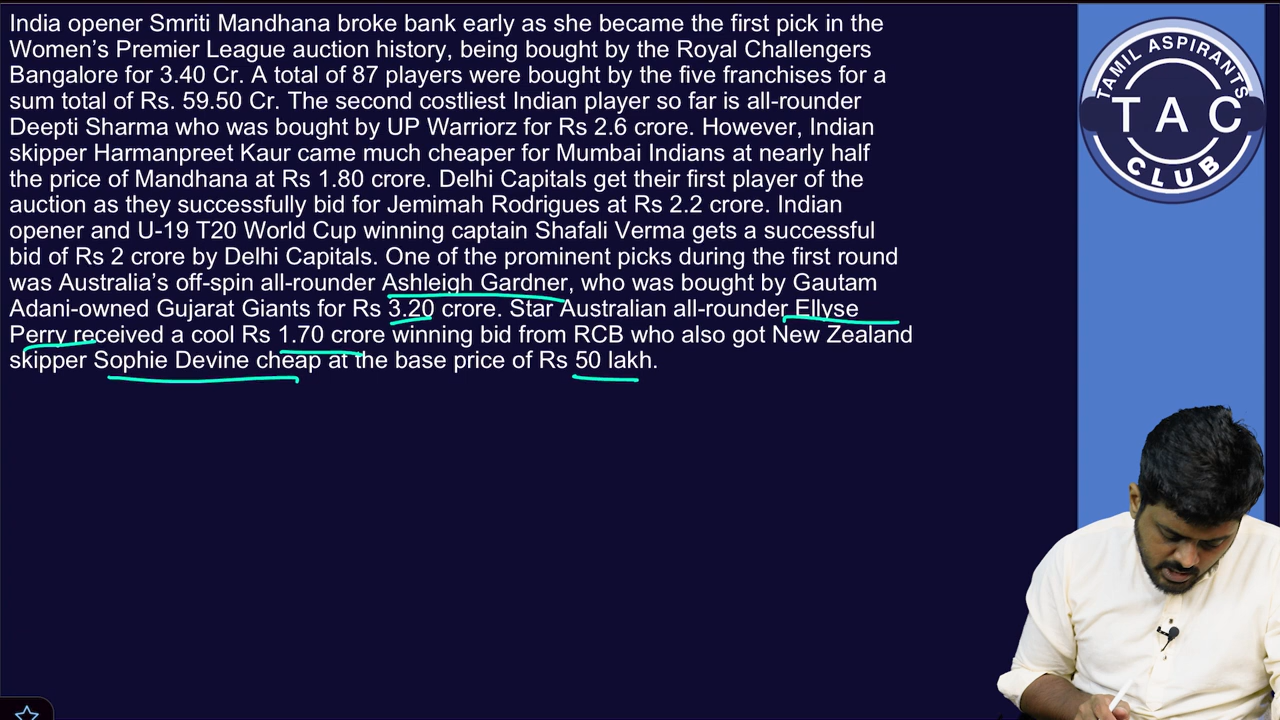 India opener Smriti Mandhana broke bank early as she became the first pick in the
Women’s Premier League auction history, being bought by the Royal Challengers
Bangalore for 3.40 Cr. A total of 87 players were bought by the five franchises for a
sum total of Rs. 59.50 Cr. The second costliest Indian player so far is all-rounder
Deepti Sharma who was bought by UP Warriorz for Rs 2.6 crore. However, Indian
skipper Harmanpreet Kaur came much cheaper for Mumbai Indians at nearly half
the price of Mandhana at Rs 1.80 crore. Delhi Capitals get their first player of the
auction as they successfully bid for Jemimah Rodrigues at Rs 2.2 crore. Indian
opener and U-19 T20 World Cup winning captain Shafali Verma gets a successful
bid of Rs 2 crore by Delhi Capitals. One of the prominent picks during the first round
was Australia’s off-spin all-rounder Ashleigh Gardner, who was bought by Gautam
Adani-owned Gujarat Giants for Rs 3.20 crore. Star Australian all-rounder Ellyse
Perry received a cool Rs 1.70 crore winning bid from RCB who also got New Zealand
skipper Sophie Devine cheap at the base price of Rs 50 lakh.
TAMIL ASPIRANTS
TAC
CLUB